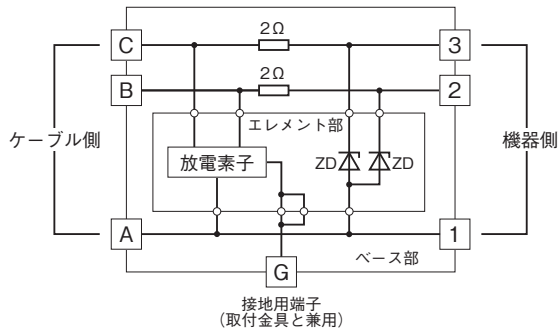 C
2Ω
3
B
2Ω
2
エレメント部
ケーブル側
機器側
放電素子
ZD
ZD
A
1
ベース部
G
接地用端子
（取付金具と兼用）